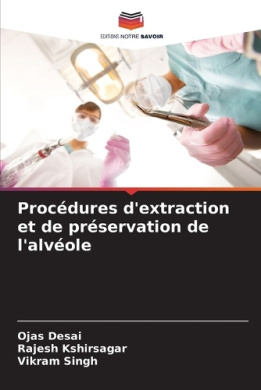 EDITIONS NOTRE SAVOIR
Procédures d'extraction
et de préservation de
l'alvéole
Ojas Desai
Rajesh Kshirsagar
Vikram Singh